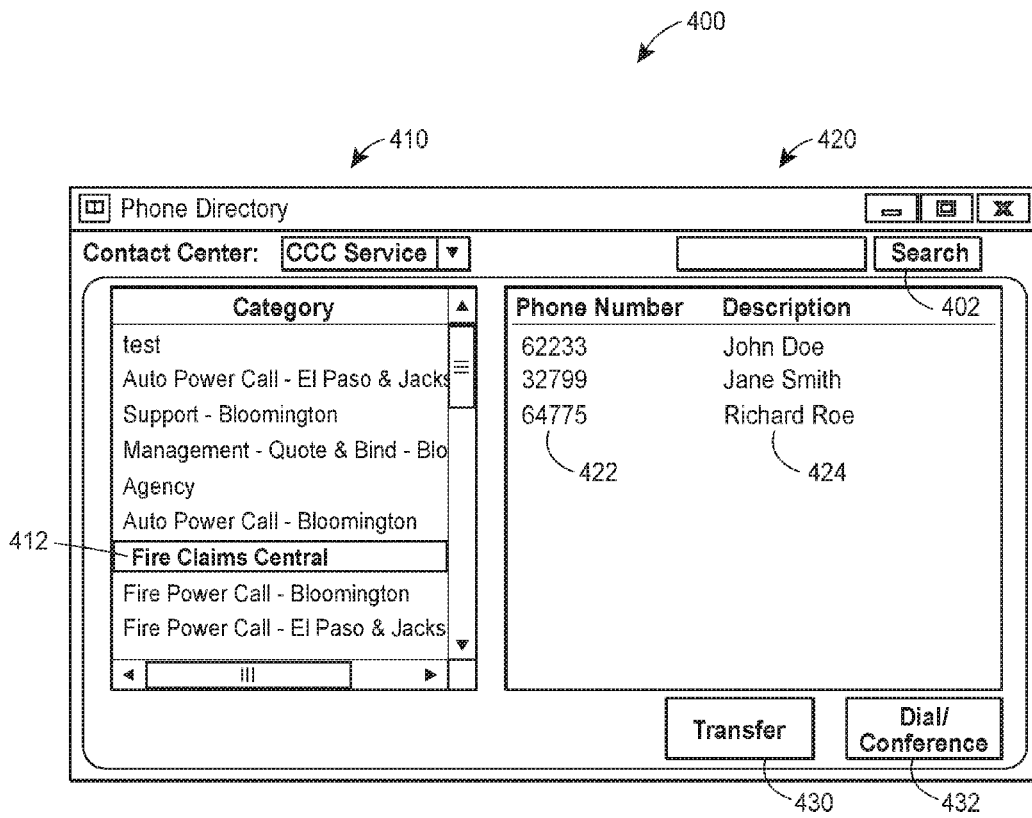 400
410
420
Phone Directory
Contact Center: CCC Service Search
402
Category
test
Auto Power Call - El Paso & Jacks
Support - Bloomington
Management - Quote & Bind - Blo
Agency
Auto Power Call - Bloomington
412
Fire Claims Central
Fire Power Call - Bloomington
Fire Power Call - El Paso & Jacks
Phone Number Description
62233 John Doe
32799 Jane Smith
64775 Richard Roe
422
424
Transfer
Dial/
Conference
430
432